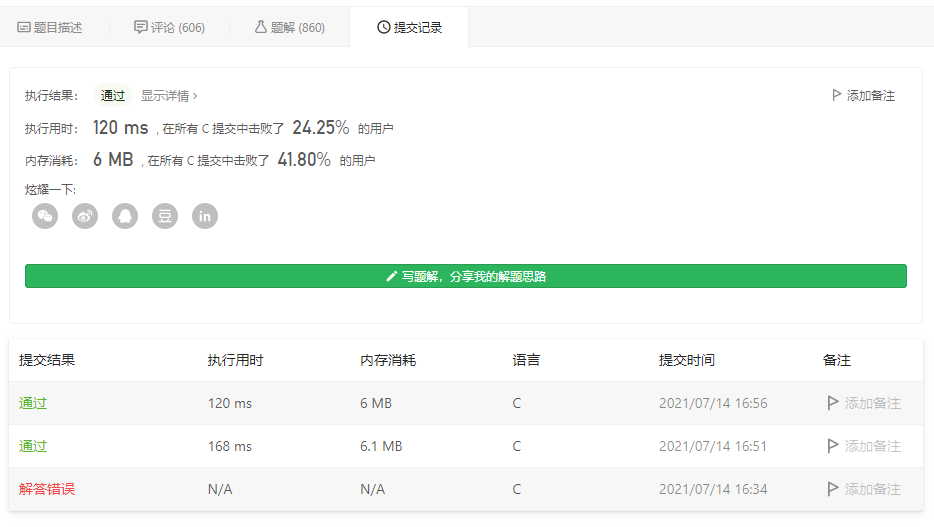 题目描述 评论 (606) 题解 (860) 提交记录
执行结果： 通过 显示详情 › 添加备注
执行用时： 120 ms , 在所有 C 提交中击败了 24.25% 的用户
内存消耗： 6 MB , 在所有 C 提交中击败了 41.80% 的用户
炫耀一下:
豆 in
写题解，分享我的解题思路
提交结果 执行用时 内存消耗 语言 提交时间 备注
通过 120 ms 6 MB C 2021/07/14 16:56 添加备注
通过 168 ms 6.1 MB C 2021/07/14 16:51 添加备注
解答错误 N/A N/A C 2021/07/14 16:34 添加备注